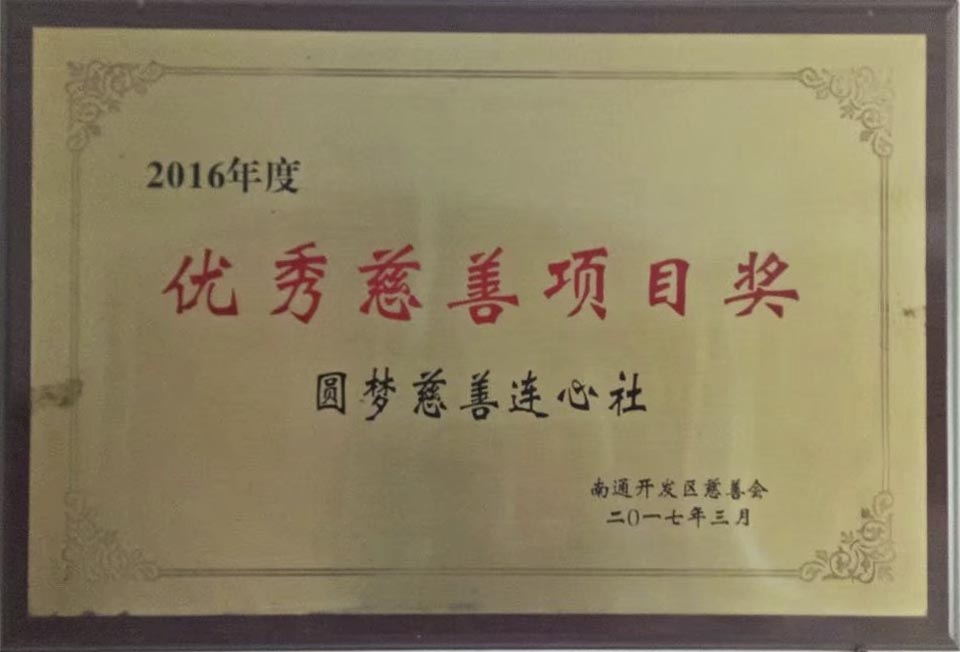 2016年度
优秀慈善项目奖
圆梦慈善连心社
南通开发区慈善会
二〇一七年三月